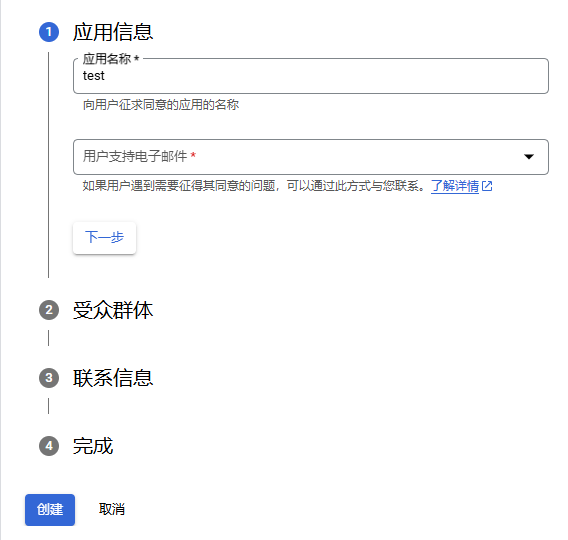 1 应用信息
应用名称 *
test
向用户征求同意的应用的名称
用户支持电子邮件 *
如果用户遇到需要征得其同意的问题，可以通过此方式与您联系。了解详情
下一步
2 受众群体
3 联系信息
4 完成
创建 取消